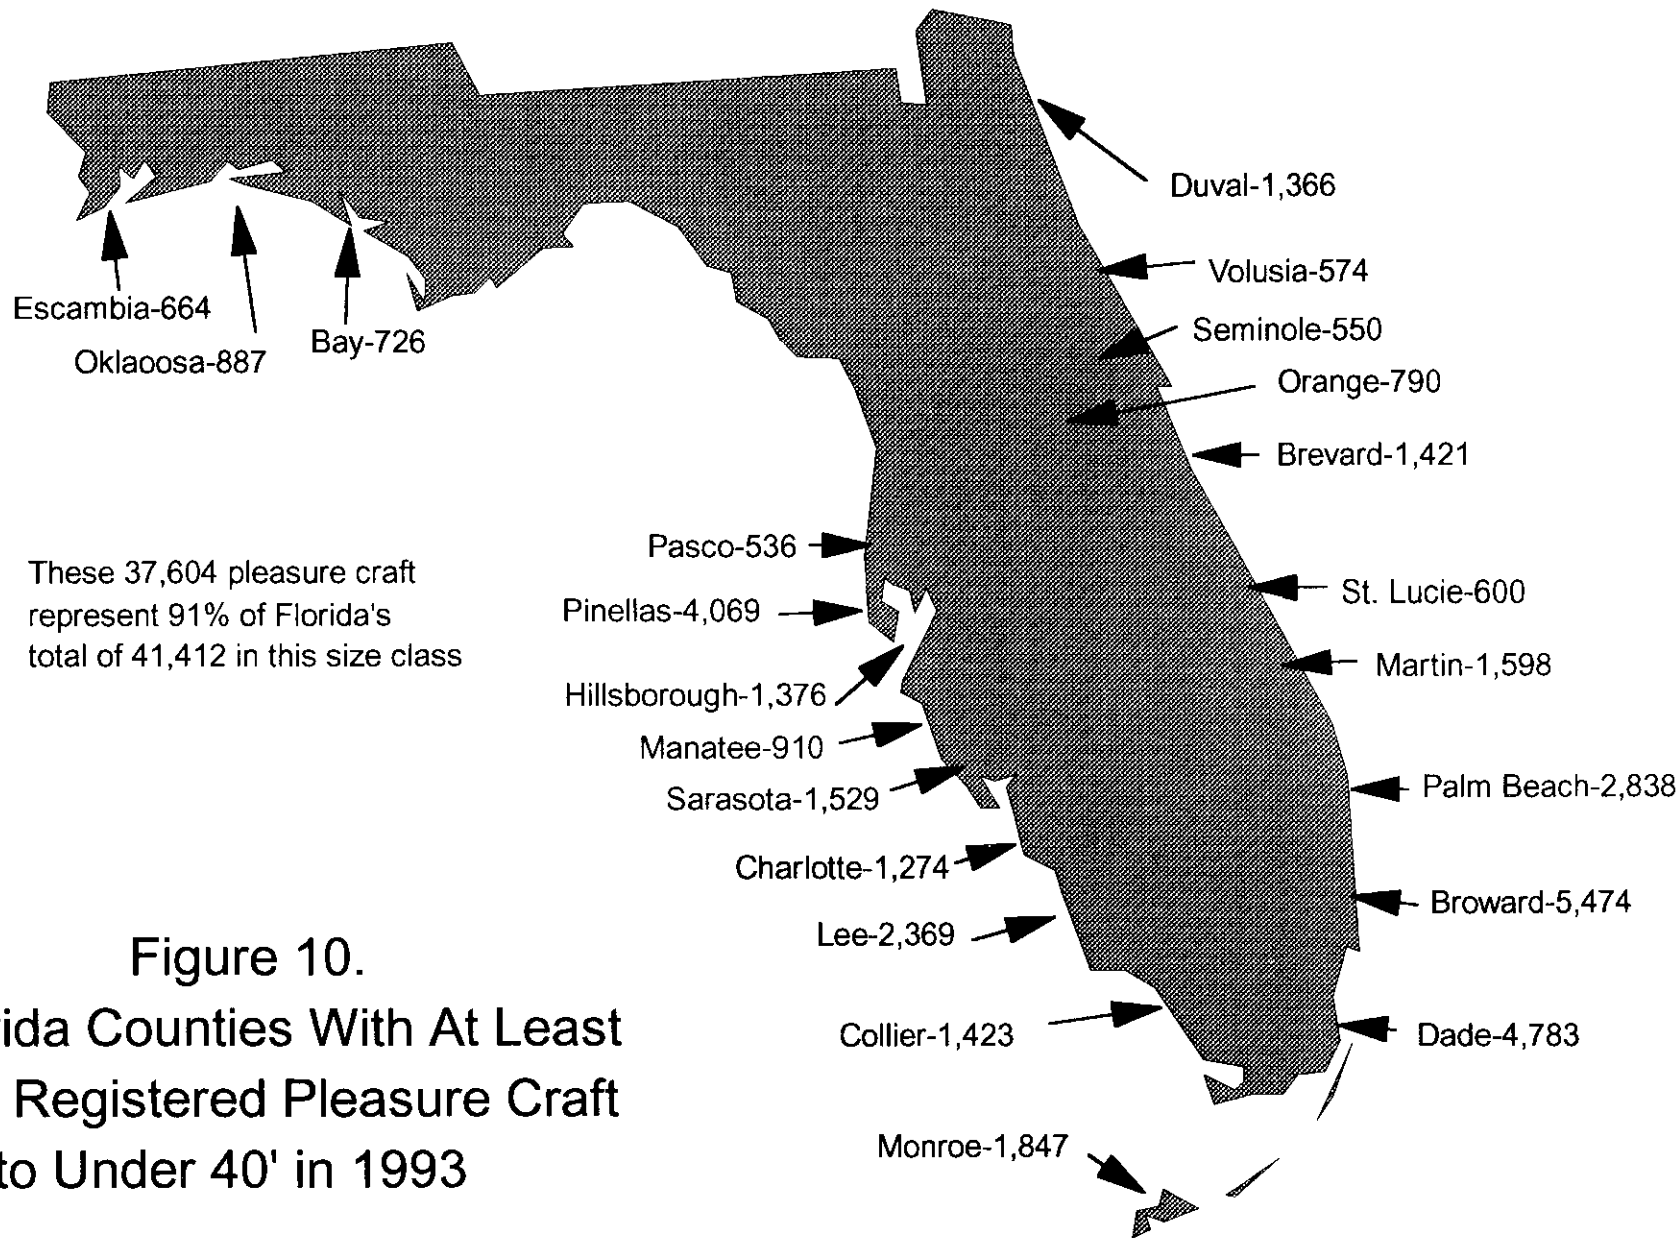 Duval-1,366
Volusia-574
Seminole-550
Orange-790
Brevard-1,421
St. Lucie-600
Martin-1,598
Palm Beach-2,838
Broward-5,474
Dade-4,783
Escambia-664
Oklaoosa-887
Bay-726
Pasco-536
Pinellas-4,069
Hillsborough-1,376
Manatee-910
Sarasota-1,529
Charlotte-1,274
Lee-2,369
Collier-1,423
Monroe-1,847
These 37,604 pleasure craft
represent 91% of Florida's
total of 41,412 in this size class
Figure 10.
ida Counties With At Least
Registered Pleasure Craft
to Under 40' in 1993